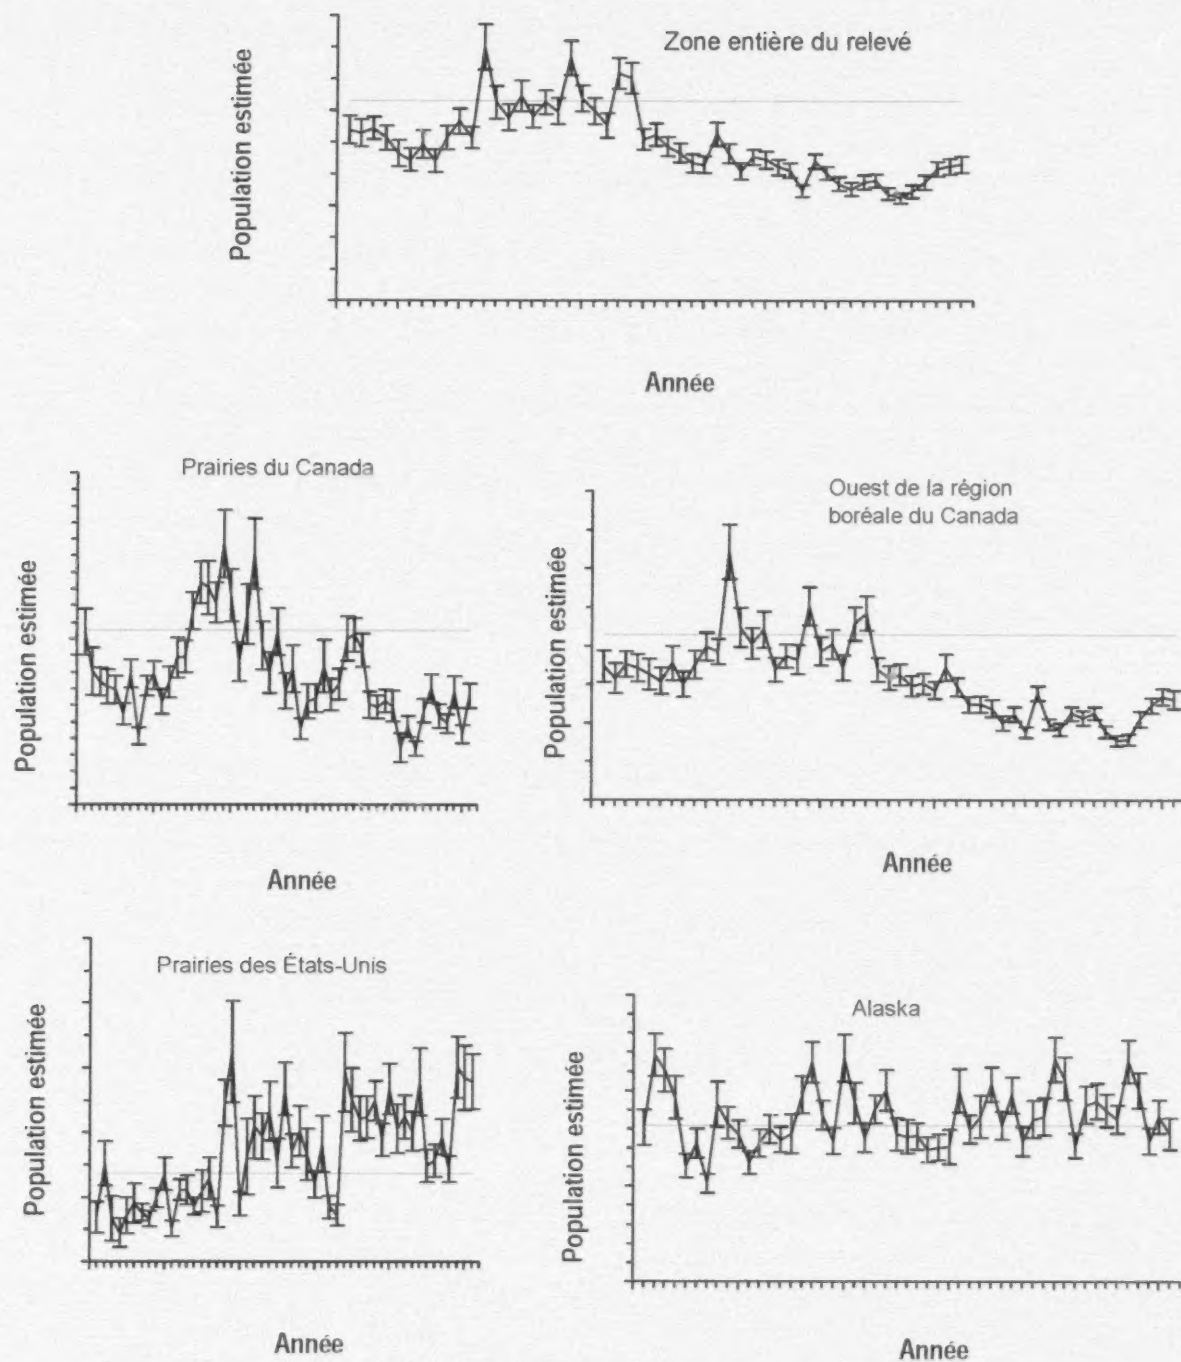 Zone entière du relevé
Population estimée
Année
Prairies du Canada
Population estimée
Année
Ouest de la région
boréale du Canada
Population estimée
Année
Prairies des États-Unis
Population estimée
Année
Alaska
Population estimée
Année